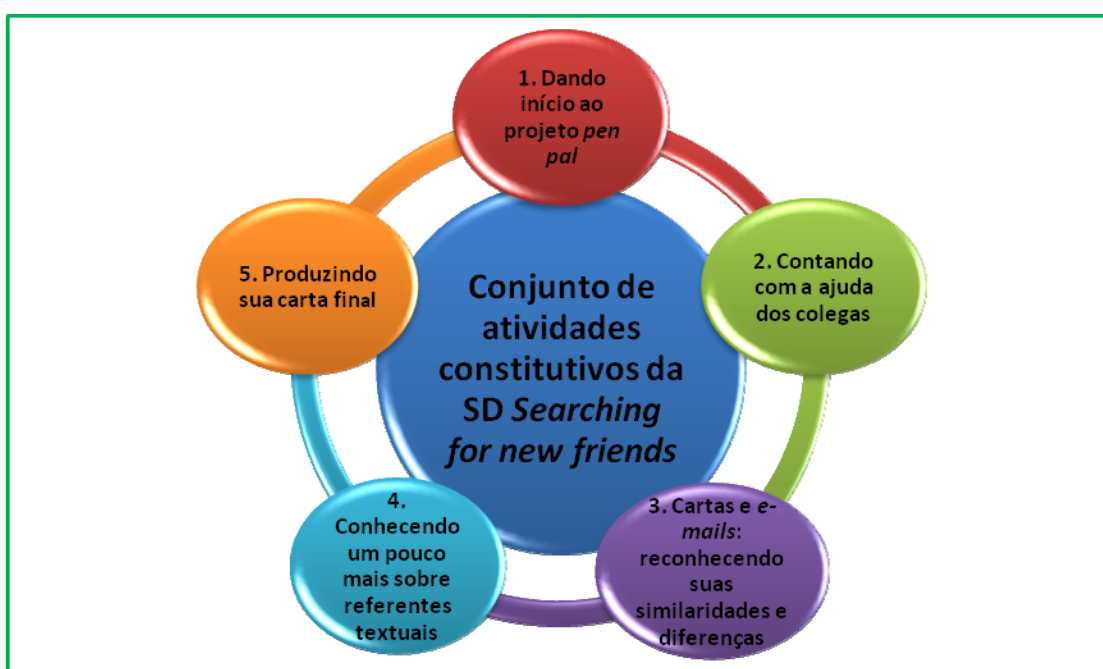 1. Dando
início ao
projeto pen
pal
2. Contando
com a ajuda
dos colegas
3. Cartas e e-
mails:
reconhecendo
suas
similaridades e
diferenças
4.
Conhecendo
um pouco
mais sobre
referentes
textuais
5. Produzindo
sua carta final
Conjunto de
atividades
constitutivos da
SD Searching
for new friends